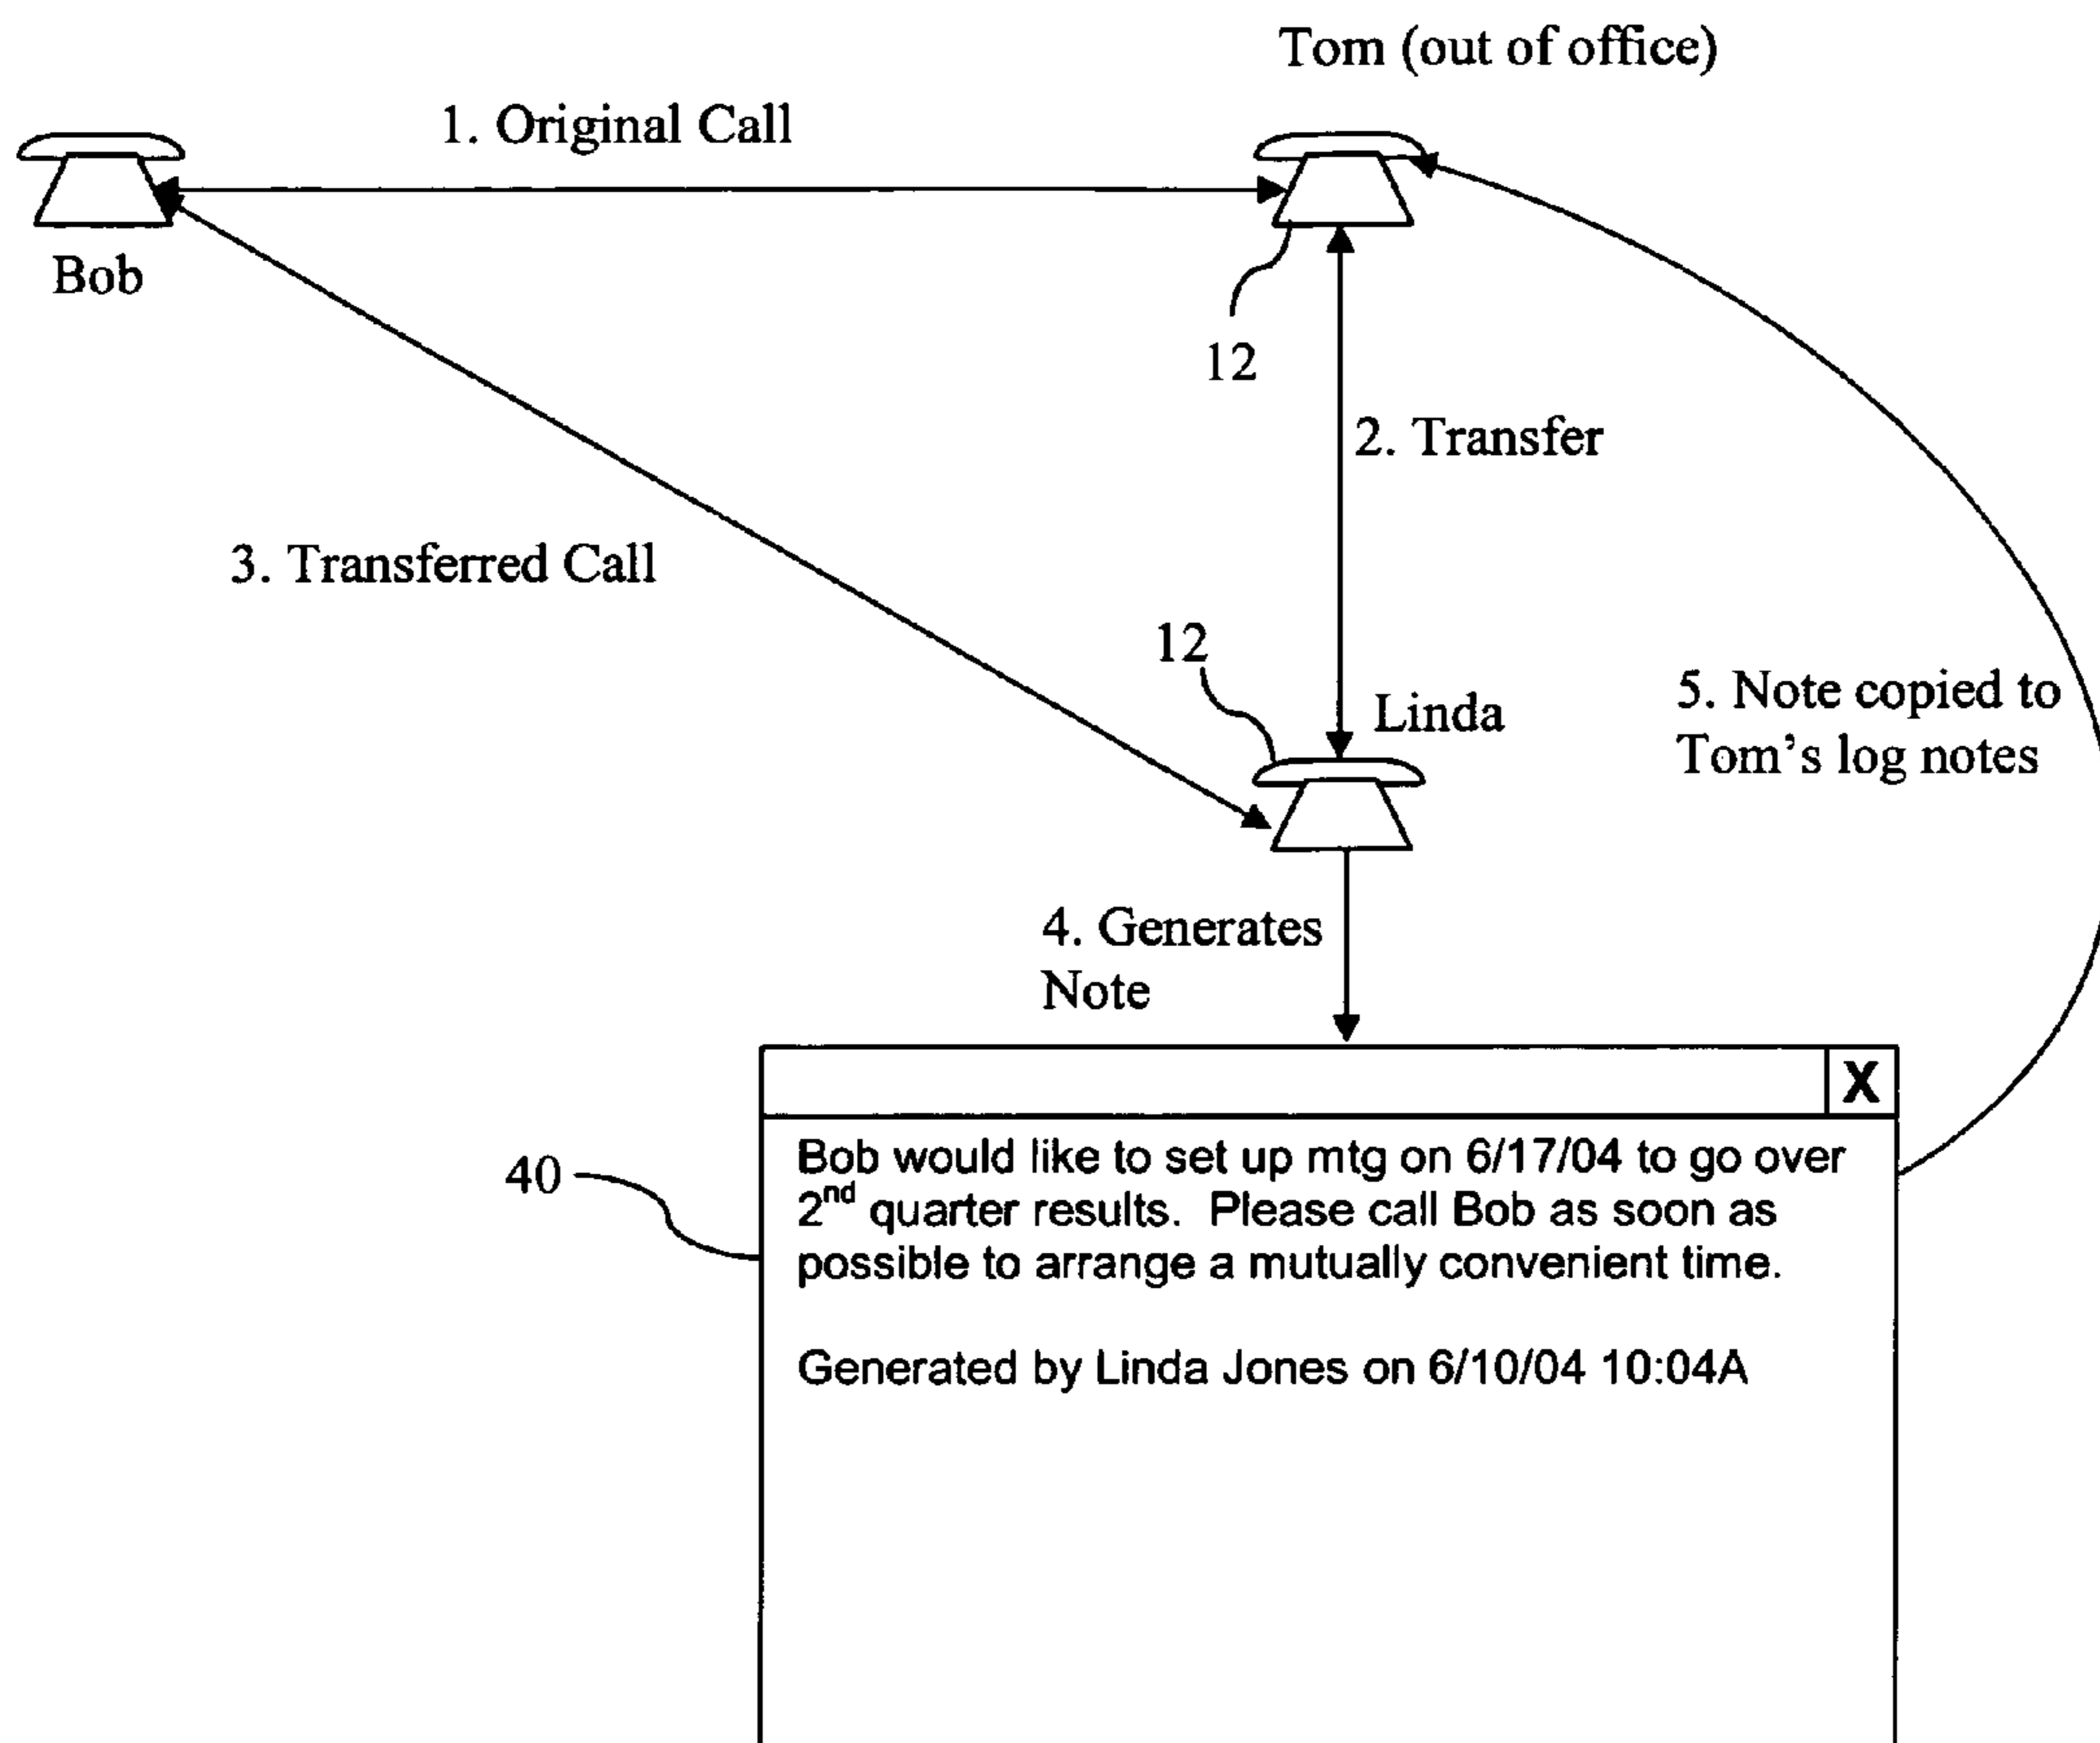 Tom (out of office)
1. Original Call
Bob
12
2. Transfer
3. Transferred Call
12
Linda
5. Note copied to
Tom's log notes
4. Generates
Note
X
40
Bob would like to set up mtg on 6/17/04 to go over
2nd quarter results.  Please call Bob as soon as
possible to arrange a mutually convenient time.
Generated by Linda Jones on 6/10/04 10:04A